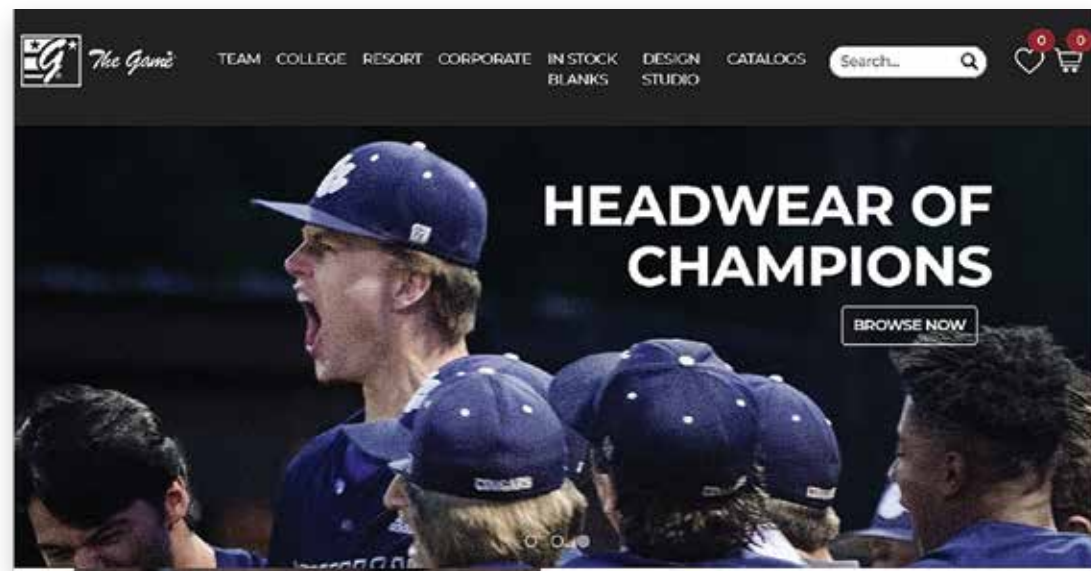 G
The Game
TEAM COLLEGE RESORT CORPORATE IN STOCK BLANKS DESIGN STUDIO CATALOGS Search... 0 0
HEADWEAR OF
CHAMPIONS
BROWSE NOW